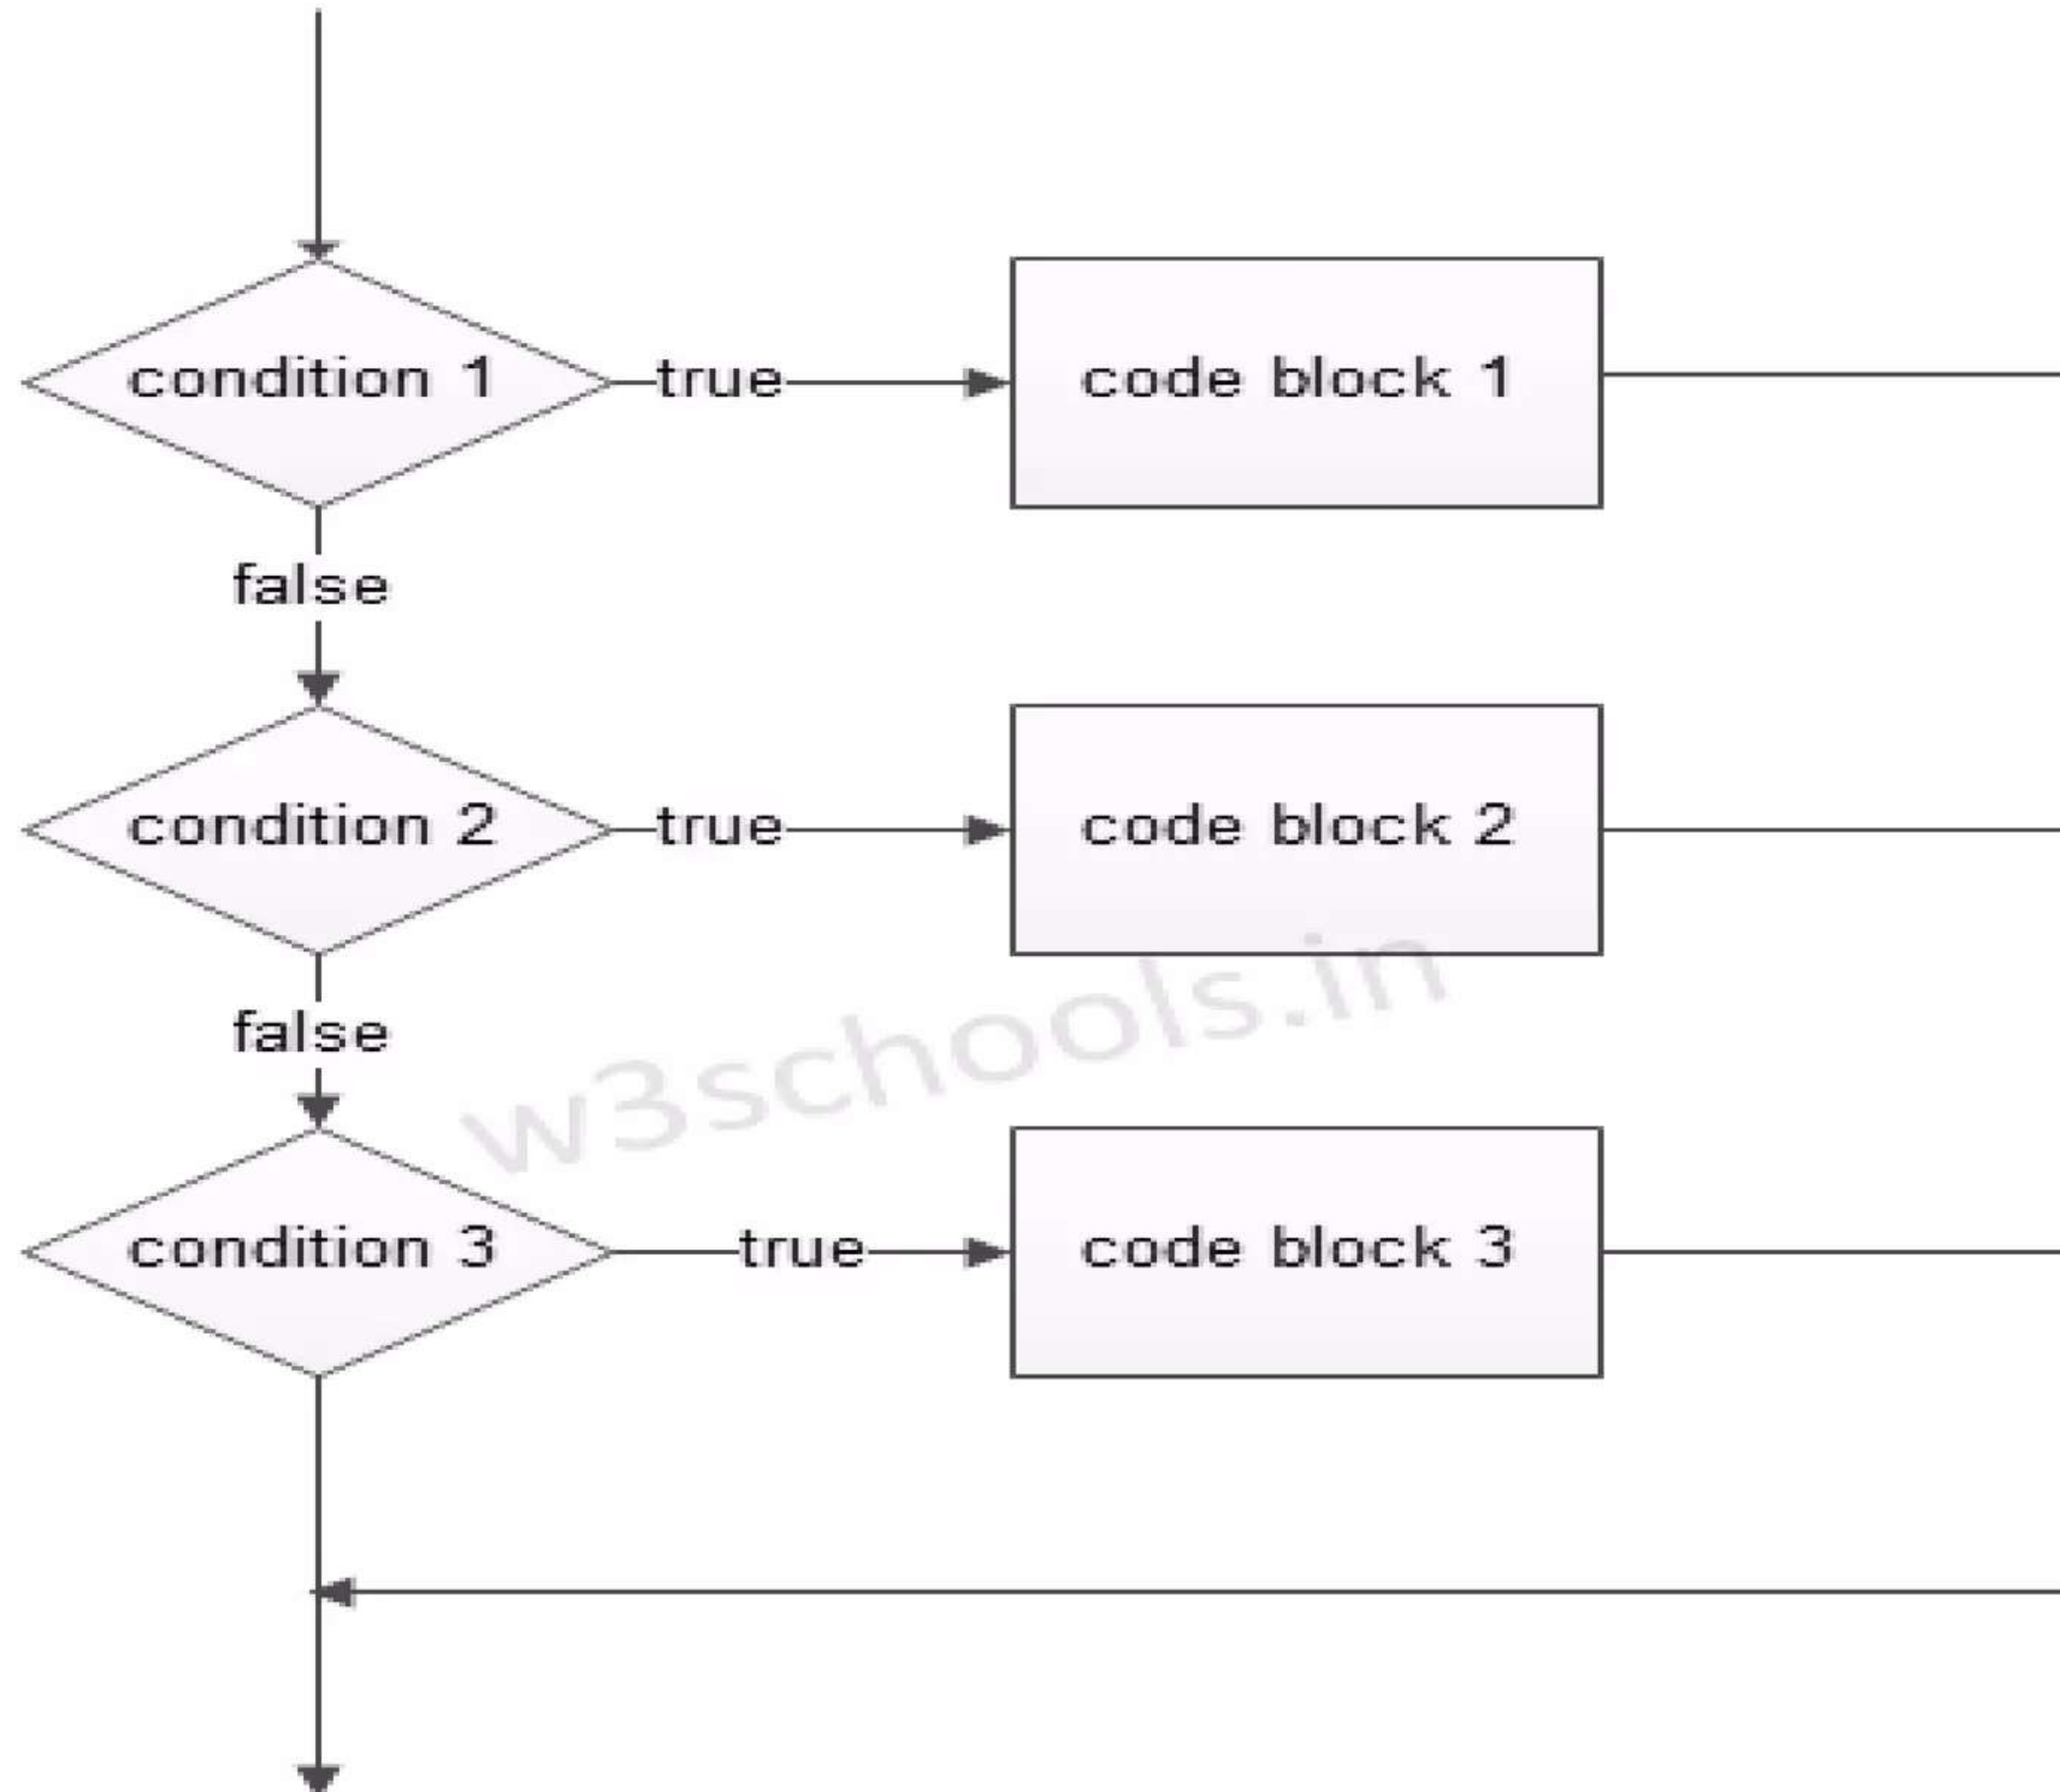 condition 1
true
code block 1
false
condition 2
true
code block 2
false
w3schools.in
condition 3
true
code block 3